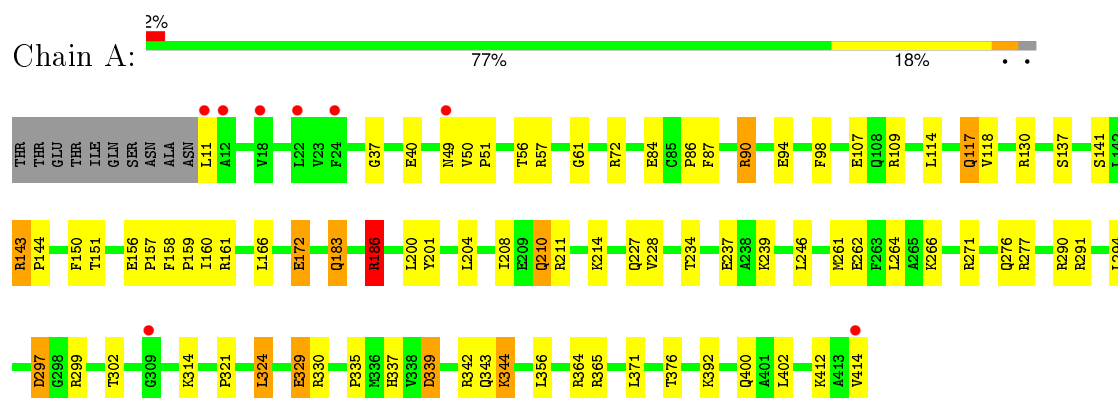 2%
Chain A:
77% 18% • •
THR THR GLU THR ILE GLN SER ASN ALA ASN L11 A12 V18 L22 V23 F24 G37 E40 N49 V50 P51 T56 R57 G61 R72 E84 C85 P86 F87 R90 E94 F98 E107 Q108 R109 L114 Q117 V118 R130 S137 S141 L142
R143 P144 F150 T151 E156 P157 F158 P159 I160 R161 L166 E172 Q183 R186 L200 Y201 L204 I208 E209 Q210 R211 K214 Q227 V228 T234 E237 A238 K239 L246 M261 E262 F263 L264 A265 K266 R271 Q276 R277 R290 R291 L294
D297 G298 R299 T302 G309 K314 P321 L324 E329 R330 P335 M336 H337 V338 D339 R342 Q343 K344 L356 R364 R365 L371 T376 K392 Q400 A401 L402 K412 A413 V414